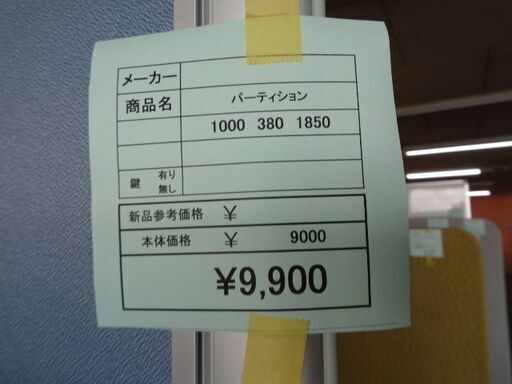 メーカー
商品名 パーティション
1000 380 1850
鍵 有り 無し
新品参考価格 ¥
本体価格 ¥ 9000
¥9,900